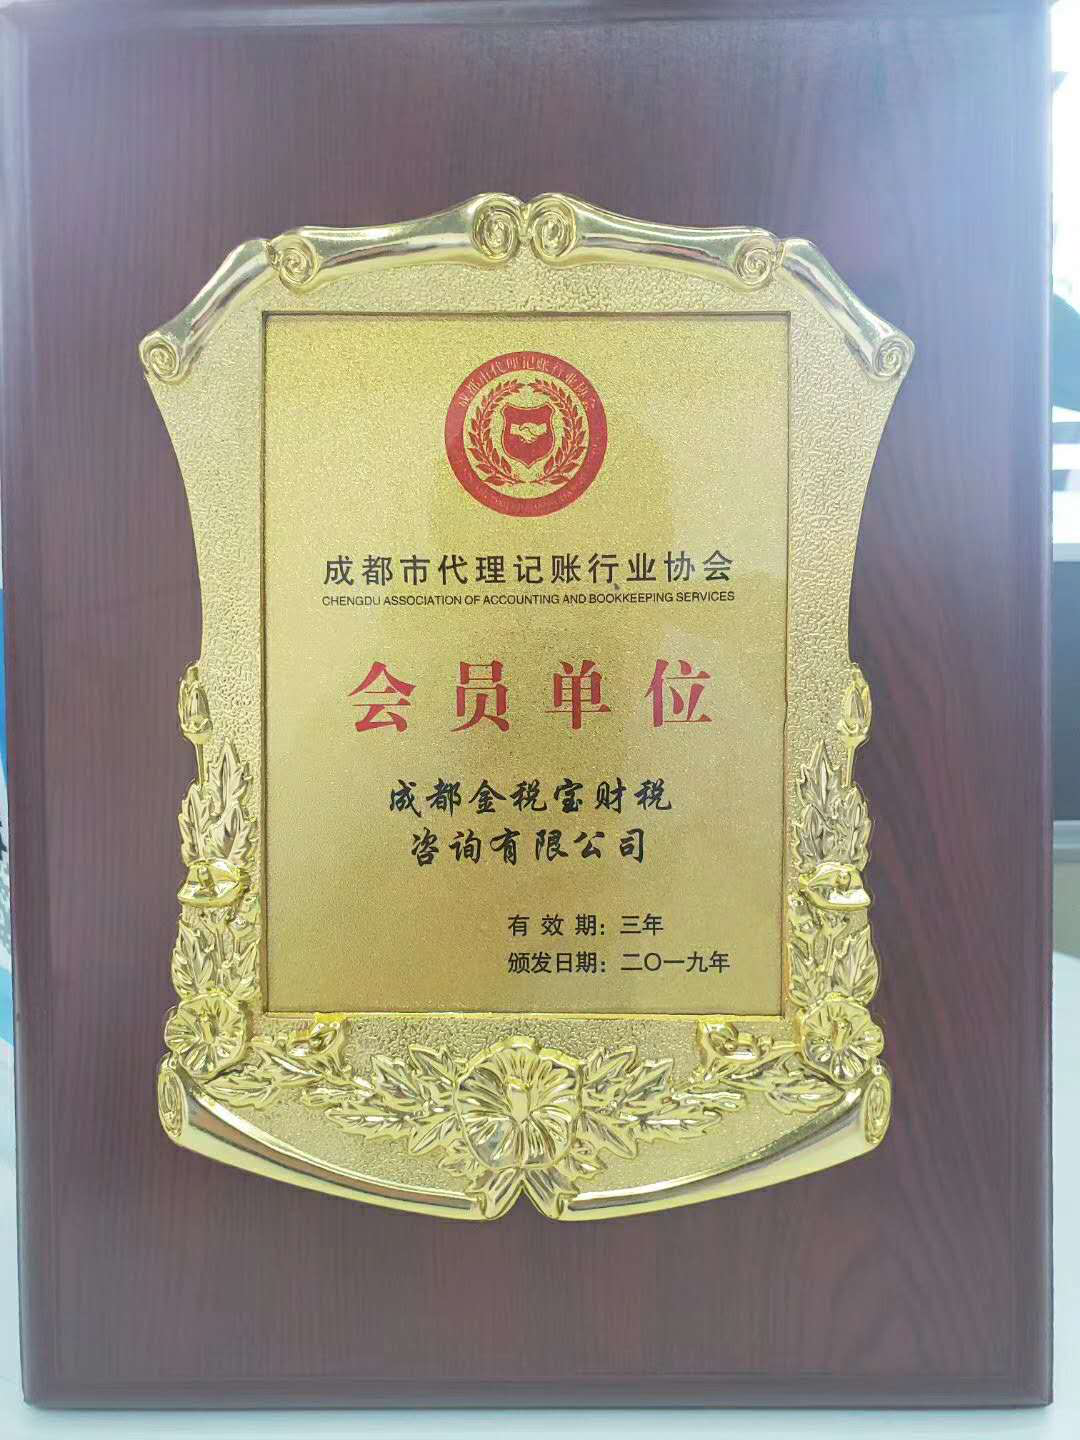 成都市代理记账行业协会
成都市代理记账行业协会
CHENGDU ASSOCIATION OF ACCOUNTING AND BOOKKEEPING SERVICES
会员单位
成都金税宝财税
咨询有限公司
有效期：三年
颁发日期：二〇一九年